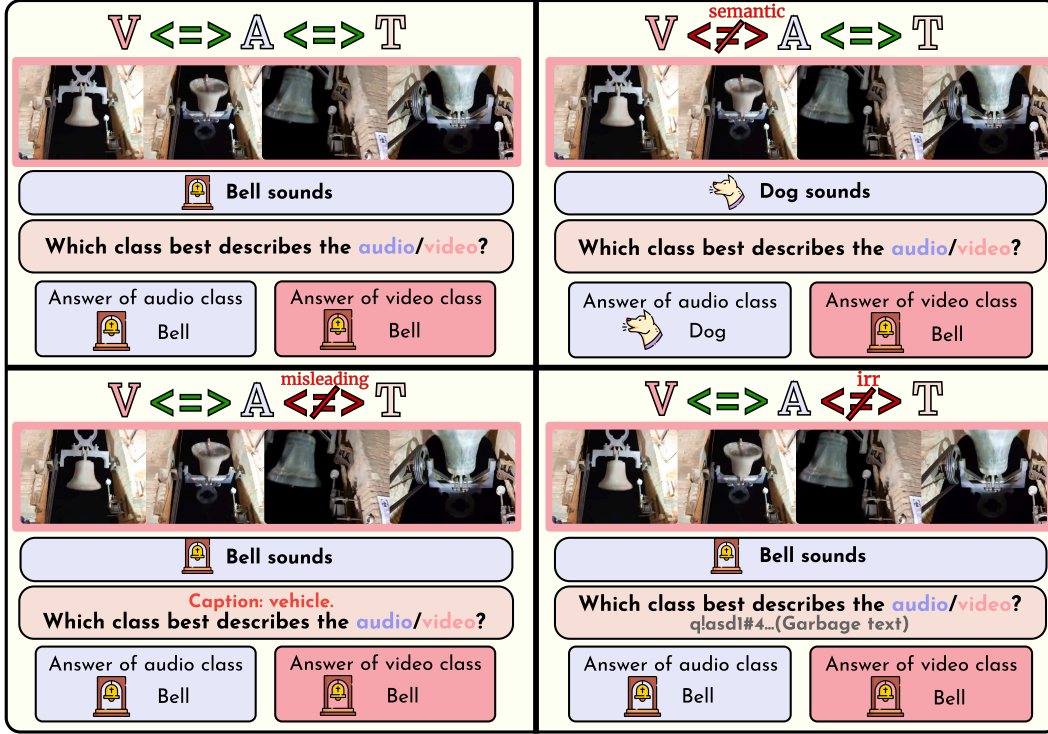 V <=> A <=> T
Bell sounds
Which class best describes the audio/video?
Answer of audio class
Bell
Answer of video class
Bell
semantic
V <≠> A <=> T
Dog sounds
Which class best describes the audio/video?
Answer of audio class
Dog
Answer of video class
Bell
misleading
V <=> A <≠> T
Bell sounds
Caption: vehicle.
Which class best describes the audio/video?
Answer of audio class
Bell
Answer of video class
Bell
irr
V <=> A <≠> T
Bell sounds
Which class best describes the audio/video?
q!asd1#4...(Garbage text)
Answer of audio class
Bell
Answer of video class
Bell